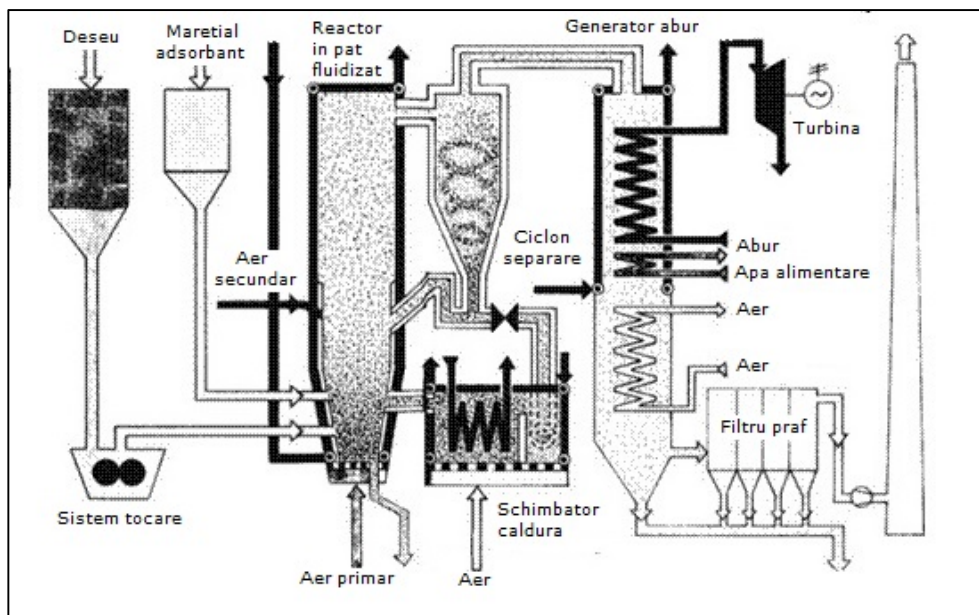 Deseu
Maretial
adsorbant
Reactor
in pat
fluidizat
Generator abur
Turbina
Aer
secundar
Ciclon
separare
Abur
Apa alimentare
Aer
Aer
Filtru praf
Sistem tocare
Schimbator
caldura
Aer primar
Aer